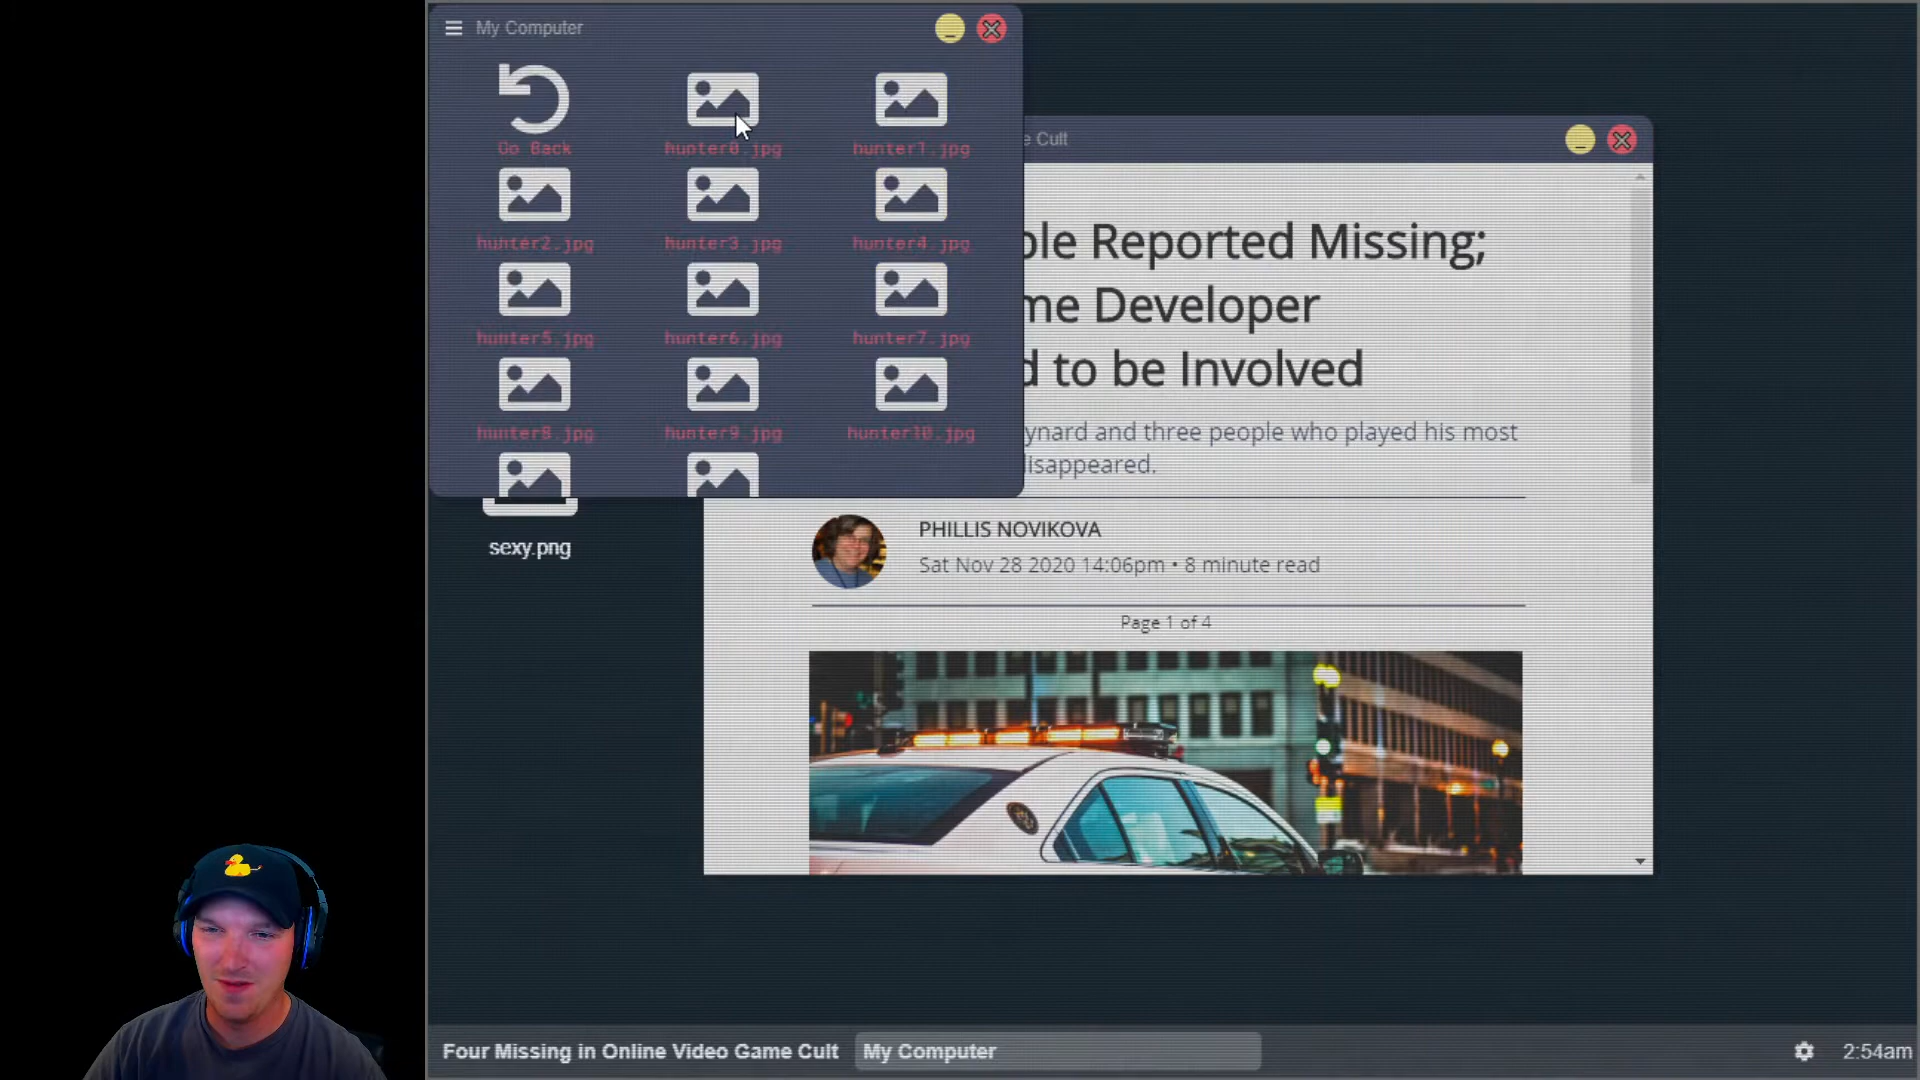 My Computer
Go Back
hunter0.jpg
hunter1.jpg
hunter2.jpg
hunter3.jpg
hunter4.jpg
hunter5.jpg
hunter6.jpg
hunter7.jpg
hunter8.jpg
hunter9.jpg
hunter10.jpg
sexy.png
e Cult
ple Reported Missing;
me Developer
d to be Involved
ynard and three people who played his most
disappeared.
PHILLIS NOVIKOVA
Sat Nov 28 2020 14:06pm • 8 minute read
Page 1 of 4
Four Missing in Online Video Game Cult
My Computer
2:54am